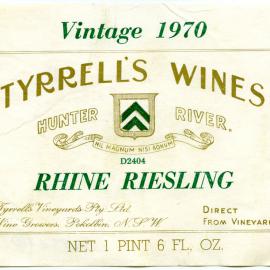 Vintage 1970
TYRRELL'S WINES
HUNTER RIVER.
NIL MAGNUM NISI BONUM
D2404
RHINE RIESLING
Tyrrell's Vineyards Pty. Ltd.
Wine Growers, Pokolbin, N.S.W.
DIRECT
FROM VINEYARD
NET 1 PINT 6 FL. OZ.